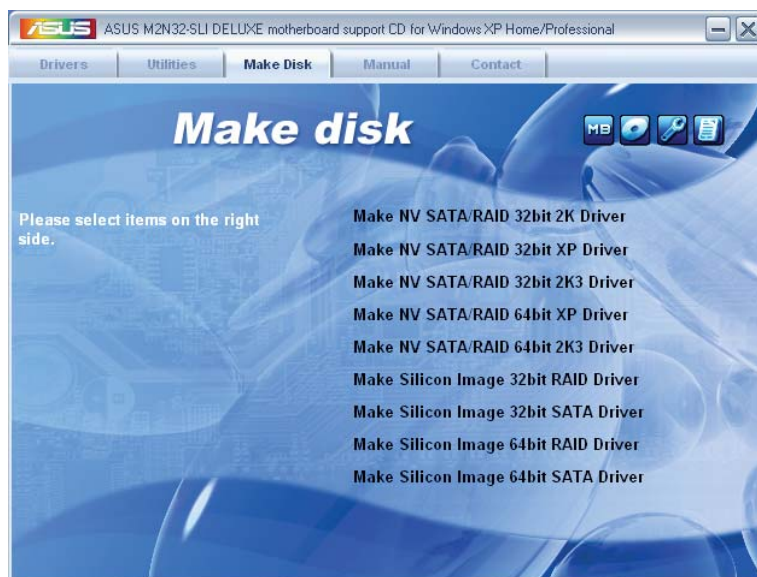 ASUS ASUS M2N32-SLI DELUXE motherboard support CD for Windows XP Home/Professional
Drivers Utilities Make Disk Manual Contact
Make disk
MB
Please select items on the right
side.
Make NV SATA/RAID 32bit 2K Driver
Make NV SATA/RAID 32bit XP Driver
Make NV SATA/RAID 32bit 2K3 Driver
Make NV SATA/RAID 64bit XP Driver
Make NV SATA/RAID 64bit 2K3 Driver
Make Silicon Image 32bit RAID Driver
Make Silicon Image 32bit SATA Driver
Make Silicon Image 64bit RAID Driver
Make Silicon Image 64bit SATA Driver